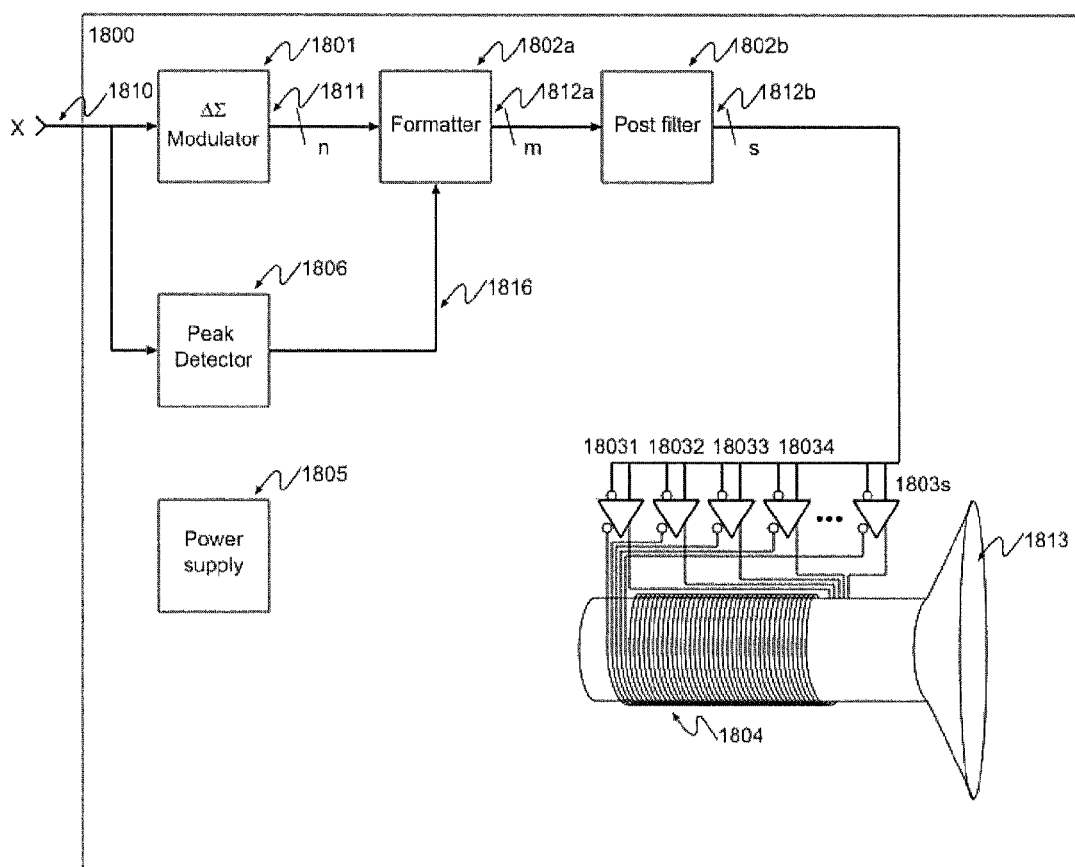 1800
1801
1802a
1802b
1810
1811
1812a
1812b
X
ΔΣ
Modulator
n
Formatter
m
Post filter
s
1806
1816
Peak
Detector
1805
Power
supply
18031 18032 18033 18034
1803s
1813
1804